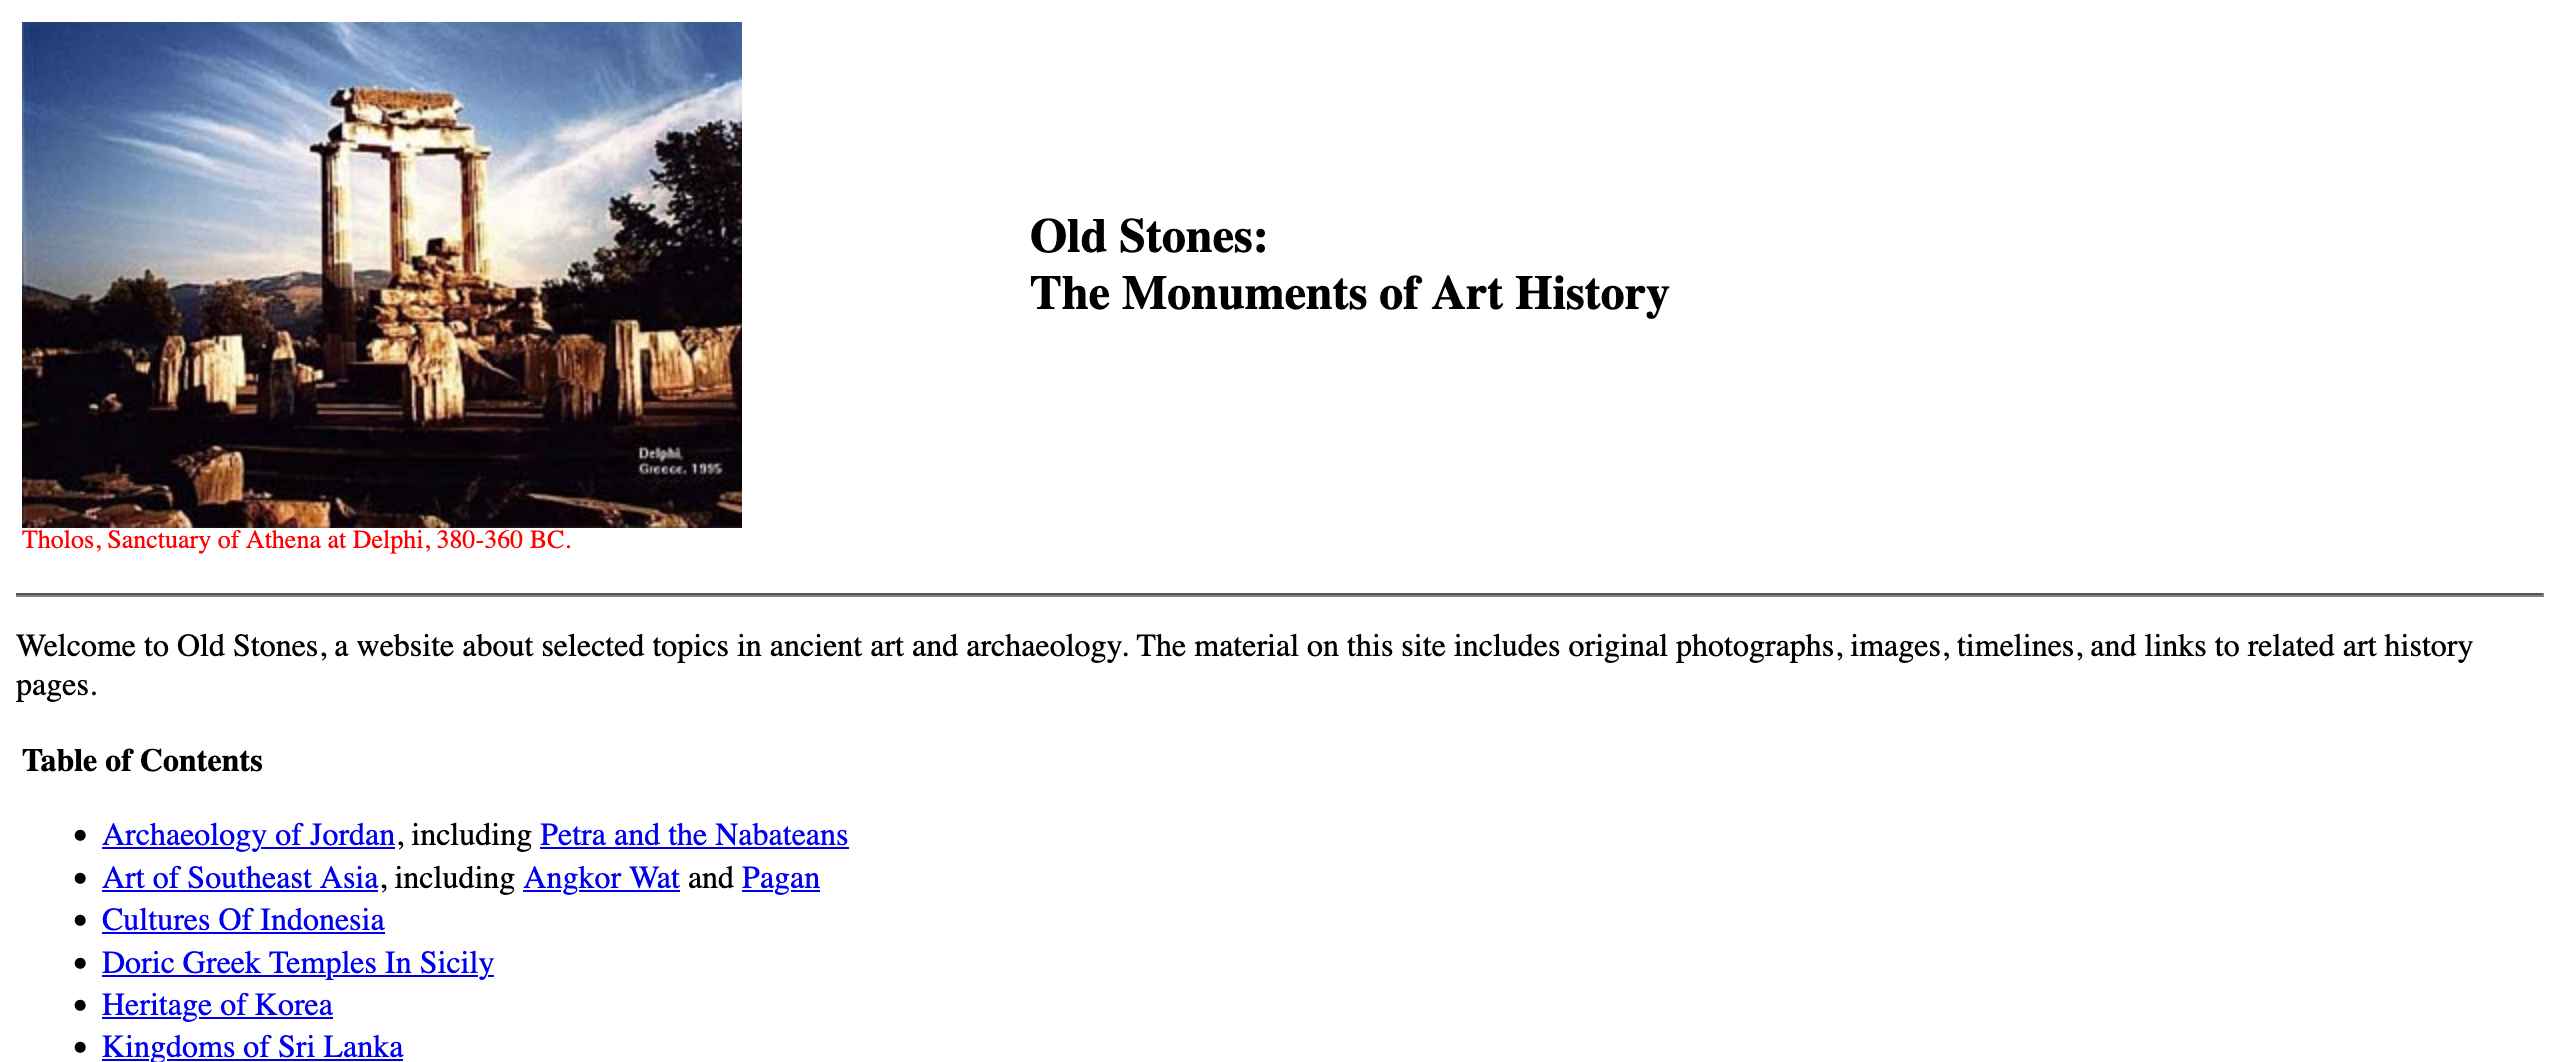 Delphi,
Greece. 1995
Old Stones:
The Monuments of Art History
Tholos, Sanctuary of Athena at Delphi, 380-360 BC.
Welcome to Old Stones, a website about selected topics in ancient art and archaeology. The material on this site includes original photographs, images, timelines, and links to related art history
pages.
Table of Contents
• Archaeology of Jordan, including Petra and the Nabateans
• Art of Southeast Asia, including Angkor Wat and Pagan
• Cultures Of Indonesia
• Doric Greek Temples In Sicily
• Heritage of Korea
• Kingdoms of Sri Lanka